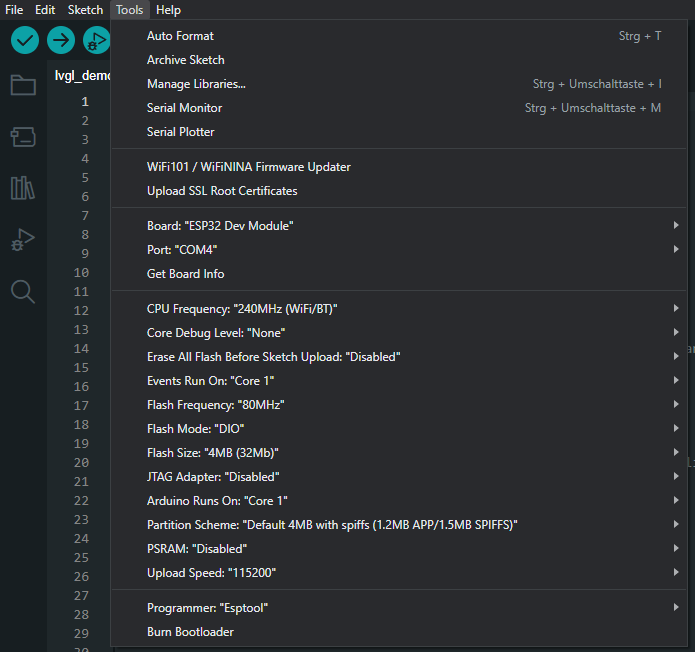 File Edit Sketch Tools Help
lvgl_demo
Auto Format Strg + T
Archive Sketch
Manage Libraries... Strg + Umschalttaste + I
Serial Monitor Strg + Umschalttaste + M
Serial Plotter
WiFi101 / WiFiNINA Firmware Updater
Upload SSL Root Certificates
Board: "ESP32 Dev Module"
Port: "COM4"
Get Board Info
CPU Frequency: "240MHz (WiFi/BT)"
Core Debug Level: "None"
Erase All Flash Before Sketch Upload: "Disabled"
Events Run On: "Core 1"
Flash Frequency: "80MHz"
Flash Mode: "DIO"
Flash Size: "4MB (32Mb)"
JTAG Adapter: "Disabled"
Arduino Runs On: "Core 1"
Partition Scheme: "Default 4MB with spiffs (1.2MB APP/1.5MB SPIFFS)"
PSRAM: "Disabled"
Upload Speed: "115200"
Programmer: "Esptool"
Burn Bootloader
1
2
3
4
5
6
7
8
9
10
11
12
13
14
15
16
17
18
19
20
21
22
23
24
25
26
27
28
29